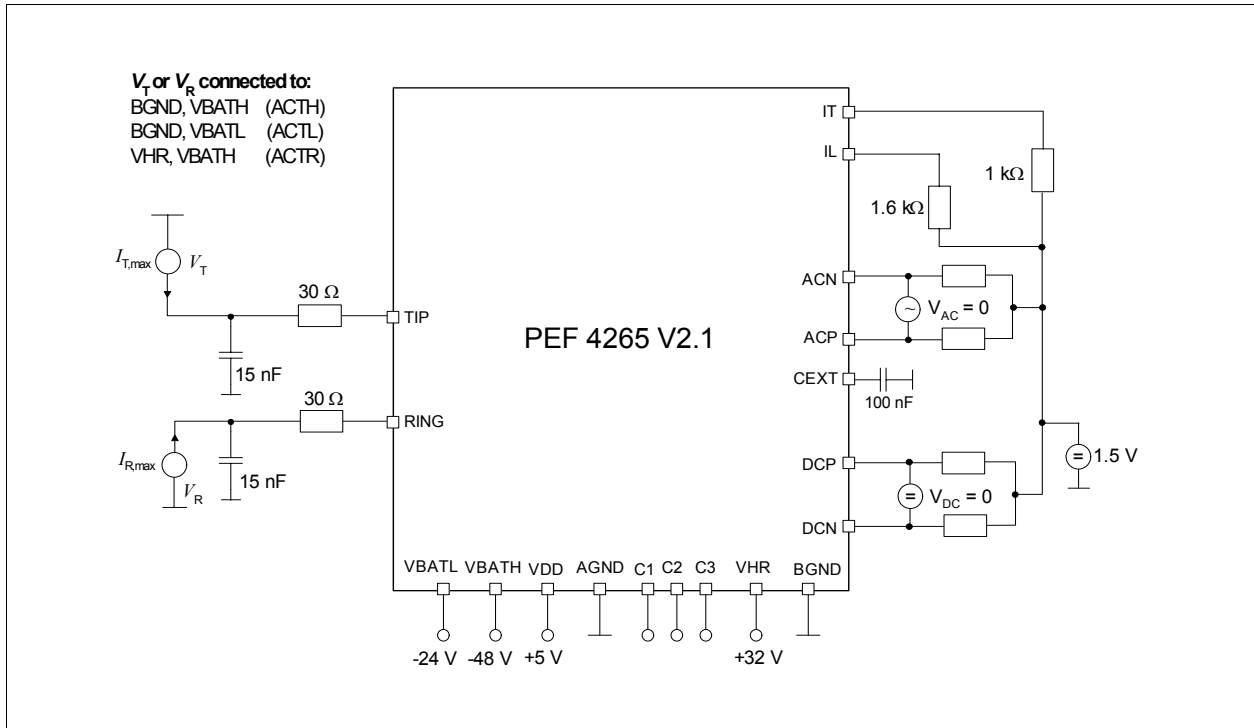 V_T or V_R connected to:
BGND, VBATH (ACTH)
BGND, VBATL (ACTL)
VHR, VBATH (ACTR)
IT
IL
1 kΩ
1.6 kΩ
I_T,max
V_T
30 Ω
TIP
15 nF
PEF 4265 V2.1
ACN
V_AC = 0
ACP
CEXT
100 nF
30 Ω
RING
I_R,max
V_R
15 nF
DCP
V_DC = 0
DCN
1.5 V
VBATL VBATH VDD AGND C1 C2 C3 VHR BGND
-24 V -48 V +5 V +32 V